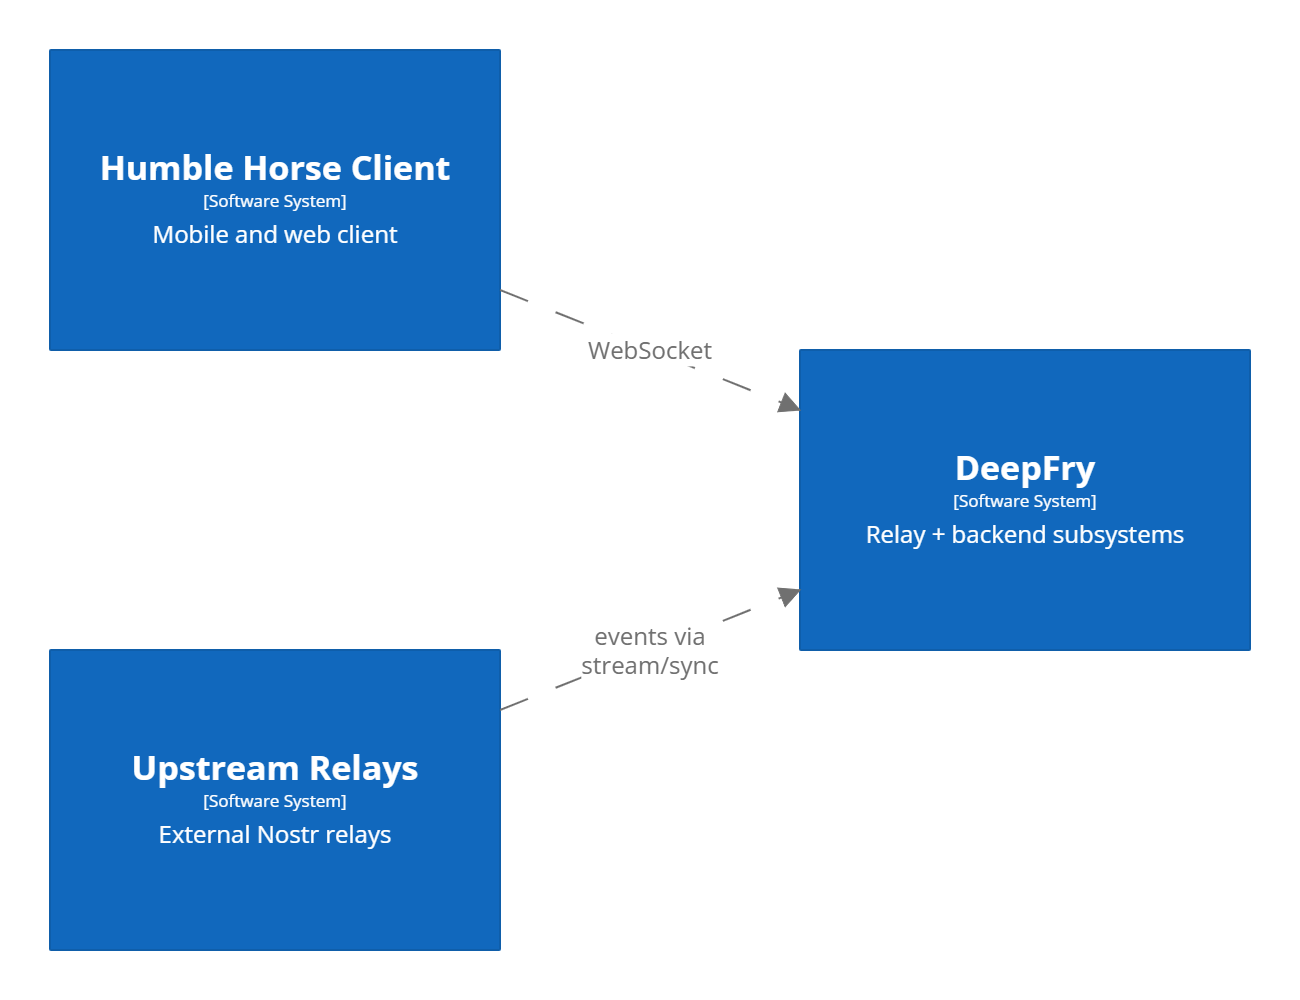 Humble Horse Client
[Software System]
Mobile and web client
WebSocket
DeepFry
[Software System]
Relay + backend subsystems
events via
stream/sync
Upstream Relays
[Software System]
External Nostr relays